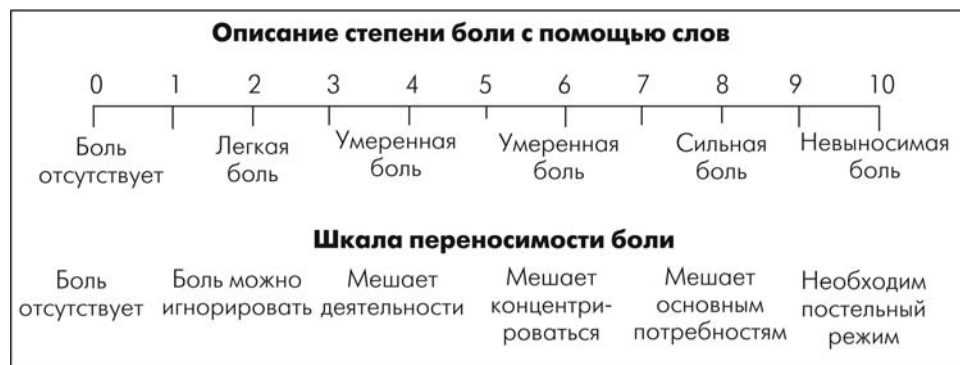 Описание степени боли с помощью слов
0 1 2 3 4 5 6 7 8 9 10
Боль отсутствует
Легкая боль
Умеренная боль
Умеренная боль
Сильная боль
Невыносимая боль
Шкала переносимости боли
Боль отсутствует
Боль можно игнорировать
Мешает деятельности
Мешает концентри-
роваться
Мешает основным потребностям
Необходим постельный режим